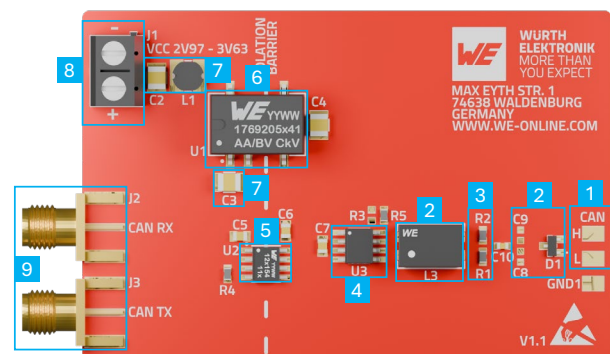 J1
VCC 2V97 - 3V63
8
C2
L1
7
6
ISOLATION
BARRIER
WE YYWW
1769205x41
AA/BV CkV
U1
C4
7
C3
WE
WÜRTH
ELEKTRONIK
MORE THAN
YOU EXPECT
MAX EYTH STR. 1
74638 WALDENBURG
GERMANY
WWW.WE-ONLINE.COM
J2
CAN RX
9
J3
CAN TX
C5
C6
5
U2
12x154
11x
R4
C7
R3
R5
U3
4
2
WE
L3
3
R2
R1
C10
2
C9
C8
D1
1
CAN
H
L
GND1
V1.1